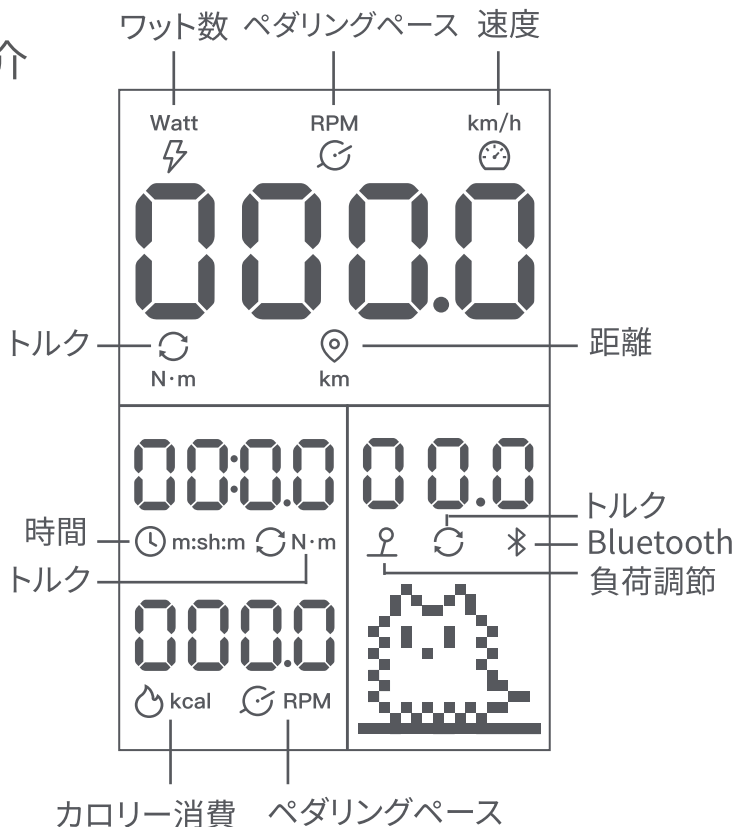 介
ワット数 ペダリングペース 速度
Watt RPM km/h
000.0
トルク 距離
N·m km
00:0.0 00.0
トルク
時間 m:sh:m N·m Bluetooth
トルク 負荷調節
000.0
kcal RPM
カロリー消費 ペダリングペース